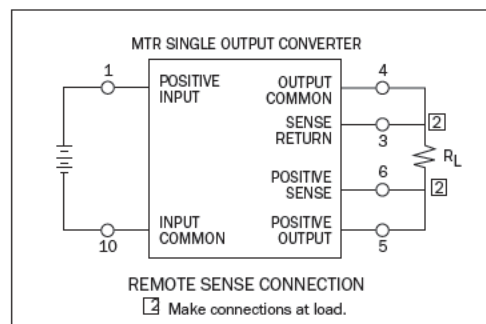 MTR SINGLE OUTPUT CONVERTER
1
POSITIVE
INPUT
OUTPUT
COMMON
4
SENSE
RETURN
3
2
RL
POSITIVE
SENSE
6
2
10
INPUT
COMMON
POSITIVE
OUTPUT
5
REMOTE SENSE CONNECTION
2 Make connections at load.